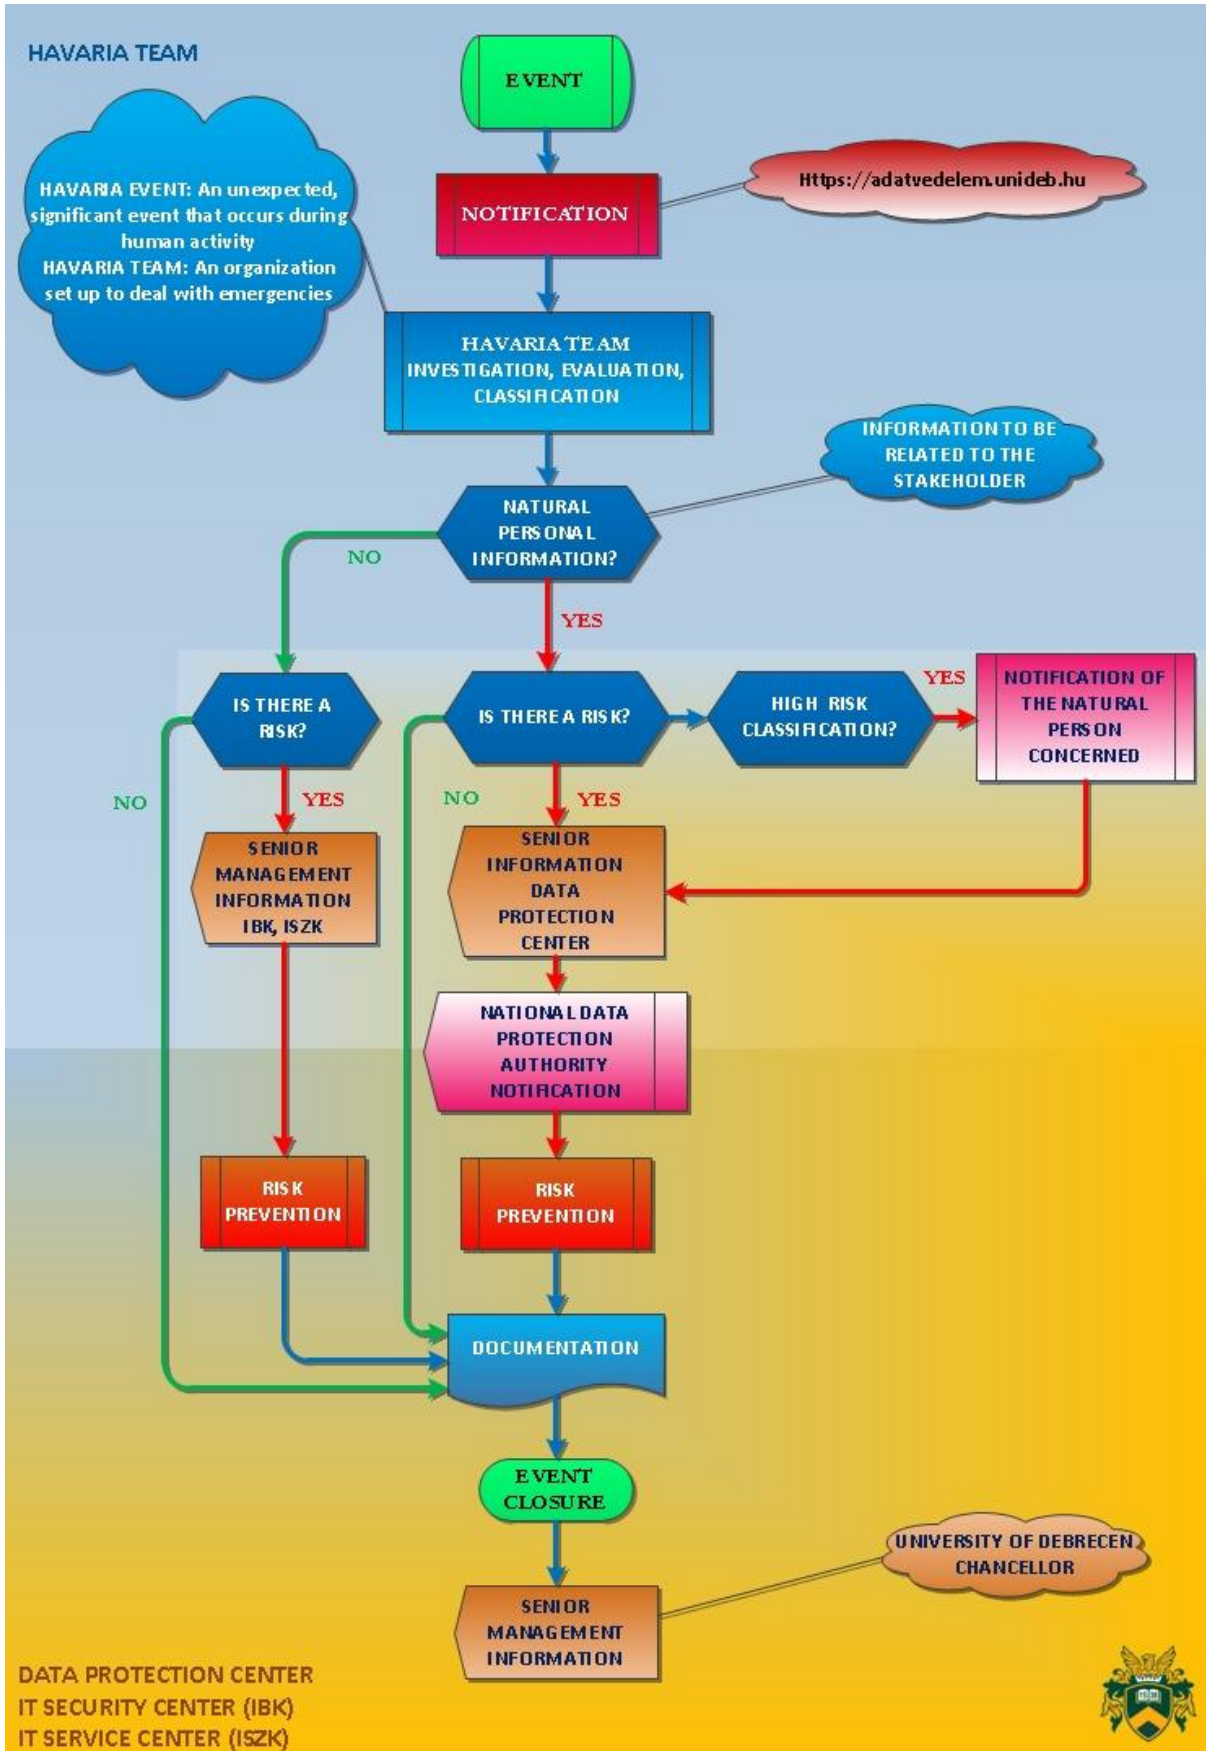 HAVARIA TEAM
EVENT
Https://adatvedelem.unideb.hu
NOTIFICATION
HAVARIA EVENT: An unexpected,
significant event that occurs during
human activity
HAVARIA TEAM: An organization
set up to deal with emergencies
HAVARIA TEAM
INVESTIGATION, EVALUATION,
CLASSIFICATION
INFORMATION TO BE
RELATED TO THE
STAKEHOLDER
NATURAL
PERSONAL
INFORMATION?
NO
YES
IS THERE A
RISK?
IS THERE A RISK?
HIGH RISK
CLASSIFICATION?
YES
NOTIFICATION OF
THE NATURAL
PERSON
CONCERNED
NO
YES
NO
YES
SENIOR
MANAGEMENT
INFORMATION
IBK, ISZK
SENIOR
INFORMATION
DATA
PROTECTION
CENTER
NATIONAL DATA
PROTECTION
AUTHORITY
NOTIFICATION
RISK
PREVENTION
RISK
PREVENTION
DOCUMENTATION
EVENT
CLOSURE
UNIVERSITY OF DEBRECEN
CHANCELLOR
SENIOR
MANAGEMENT
INFORMATION
DATA PROTECTION CENTER
IT SECURITY CENTER (IBK)
IT SERVICE CENTER (ISZK)